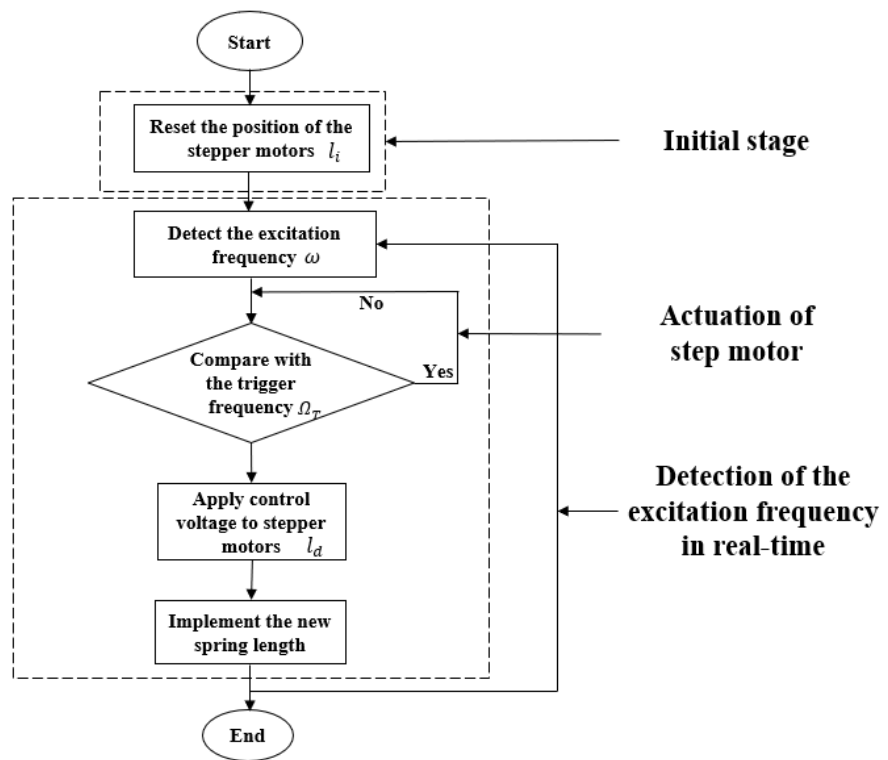 Start
Reset the position of the
stepper motors l_i
Initial stage
Detect the excitation
frequency ω
No
Actuation of
step motor
Compare with
the trigger
frequency Ω_T
Yes
Apply control
voltage to stepper
motors l_d
Detection of the
excitation frequency
in real-time
Implement the new
spring length
End